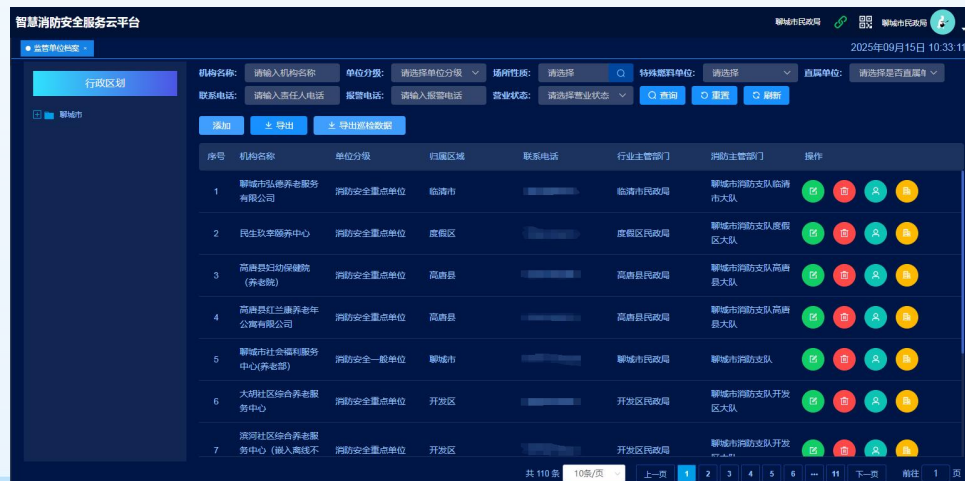 智慧消防安全服务云平台
聊城市民政局
聊城市民政局
监管单位档案 ×
2025年09月15日 10:33:11
行政区划
聊城市
机构名称: 请输入机构名称 单位分级: 请选择单位分级 场所性质: 请选择 特殊燃料单位: 请选择 直属单位: 请选择是否直属
联系电话: 请输入责任人电话 报警电话: 请输入报警电话 营业状态: 请选择营业状态 查询 重置 刷新
添加 导出 导出巡检数据
序号 机构名称 单位分级 归属区域 联系电话 行业主管部门 消防主管部门 操作
1 聊城市弘德养老服务有限公司 消防安全重点单位 临清市 临清市民政局 聊城市消防支队临清市大队
2 民生玖幸颐养中心 消防安全重点单位 度假区 度假区民政局 聊城市消防支队度假区大队
3 高唐县妇幼保健院(养老院) 消防安全重点单位 高唐县 高唐县民政局 聊城市消防支队高唐县大队
4 高唐县红兰康养老年公寓有限公司 消防安全重点单位 高唐县 高唐县民政局 聊城市消防支队高唐县大队
5 聊城市社会福利服务中心(养老部) 消防安全一般单位 聊城市 聊城市民政局 聊城市消防支队
6 大胡社区综合养老服务中心 消防安全重点单位 开发区 开发区民政局 聊城市消防支队开发区大队
7 滨河社区综合养老服务中心(嵌入离线不 消防安全重点单位 开发区 开发区民政局 聊城市消防支队开发
共 110 条 10条/页 上一页 1 2 3 4 5 6 ... 11 下一页 前往 1 页